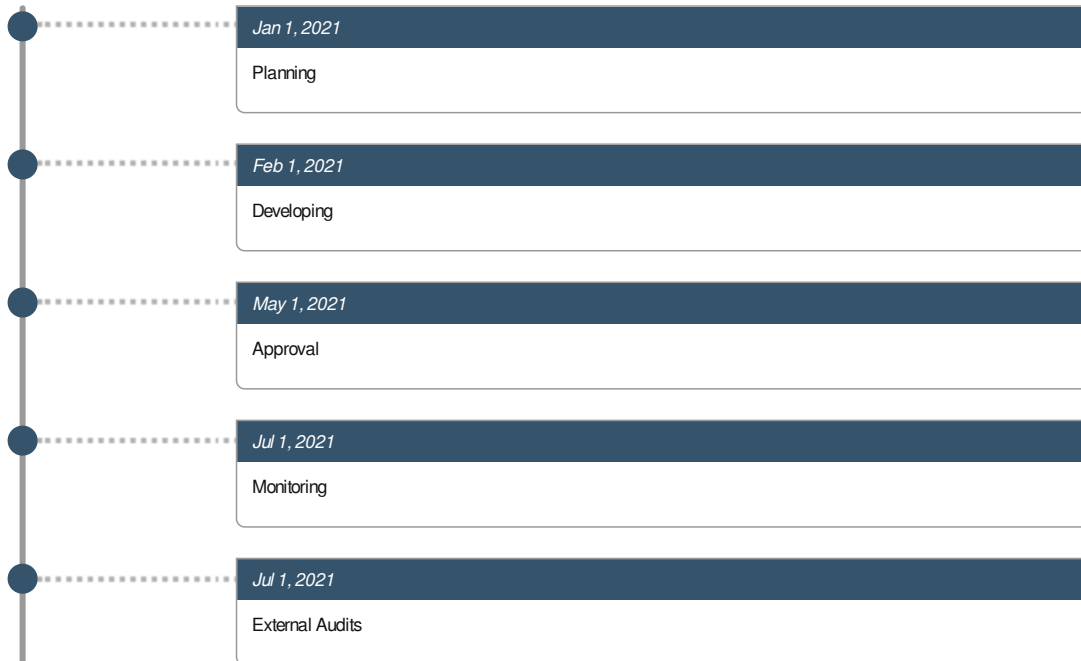 Jan 1, 2021
Planning
Feb 1, 2021
Developing
May 1, 2021
Approval
Jul 1, 2021
Monitoring
Jul 1, 2021
External Audits